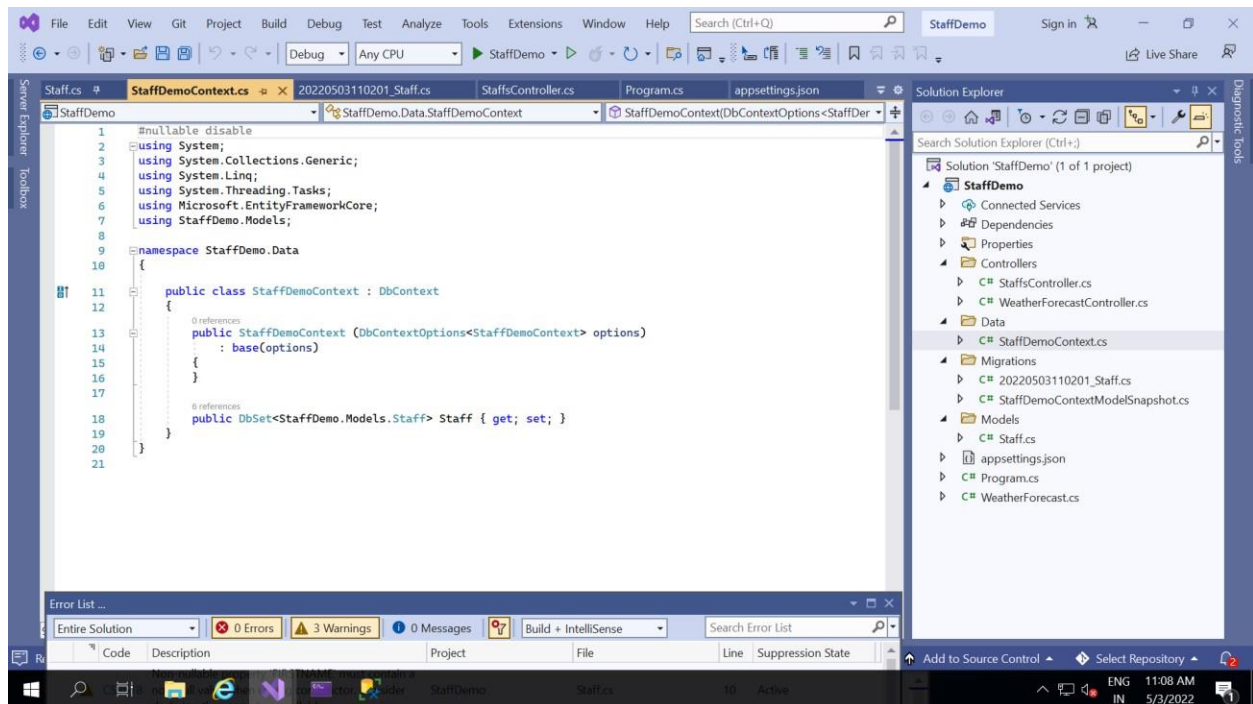 File Edit View Git Project Build Debug Test Analyze Tools Extensions Window Help Search (Ctrl+Q) StaffDemo Sign in
Debug Any CPU StaffDemo Live Share
Server Explorer
Toolbox
Staff.cs StaffDemoContext.cs 20220503110201_Staff.cs StaffsController.cs Program.cs appsettings.json
StaffDemo StaffDemo.Data.StaffDemoContext StaffDemoContext(DbContextOptions<StaffDer
1 #nullable disable
2 using System;
3 using System.Collections.Generic;
4 using System.Linq;
5 using System.Threading.Tasks;
6 using Microsoft.EntityFrameworkCore;
7 using StaffDemo.Models;
8
9 namespace StaffDemo.Data
10 {
11 public class StaffDemoContext : DbContext
12 {
0 references
13 public StaffDemoContext (DbContextOptions<StaffDemoContext> options)
14 : base(options)
15 {
16 }
17
6 references
18 public DbSet<StaffDemo.Models.Staff> Staff { get; set; }
19 }
20 }
21
Solution Explorer
Search Solution Explorer (Ctrl+;)
Solution 'StaffDemo' (1 of 1 project)
StaffDemo
Connected Services
Dependencies
Properties
Controllers
C# StaffsController.cs
C# WeatherForecastController.cs
Data
C# StaffDemoContext.cs
Migrations
C# 20220503110201_Staff.cs
C# StaffDemoContextModelSnapshot.cs
Models
C# Staff.cs
appsettings.json
C# Program.cs
C# WeatherForecast.cs
Diagnostic Tools
Error List ...
Entire Solution 0 Errors 3 Warnings 0 Messages Build + IntelliSense Search Error List
Code Description Project File Line Suppression State
Non-nullable property 'FIRSTNAME' must contain a
StaffDemo Staff.cs 10 Active
Add to Source Control Select Repository 2
ENG 11:08 AM
IN 5/3/2022 1